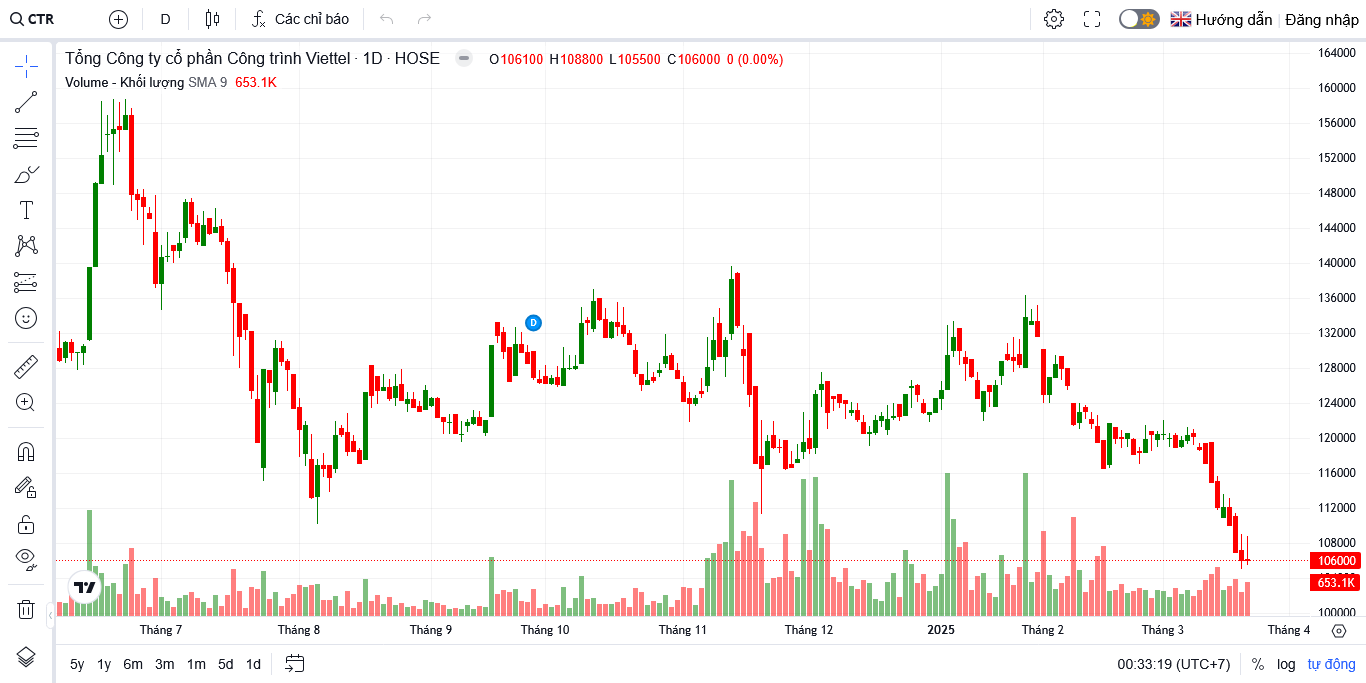 CTR D Các chỉ báo Hướng dẫn Đăng nhập
Tổng Công ty cổ phần Công trình Viettel · 1D · HOSE O106100 H108800 L105500 C106000 0 (0.00%)
Volume - Khối lượng SMA 9 653.1K
164000
160000
156000
152000
148000
144000
140000
136000
132000
D
128000
124000
120000
116000
112000
108000
106000
653.1K
100000
Tháng 7 Tháng 8 Tháng 9 Tháng 10 Tháng 11 Tháng 12 2025 Tháng 2 Tháng 3 Tháng 4
5y 1y 6m 3m 1m 5d 1d 00:33:19 (UTC+7) % log tự động